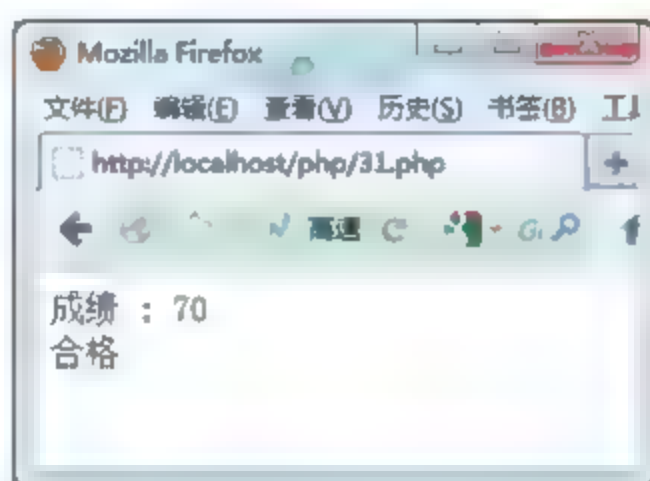 Mozilla Firefox
文件(F) 编辑(E) 查看(V) 历史(S) 书签(B) 工
http://localhost/php/31.php
成绩 : 70
合格